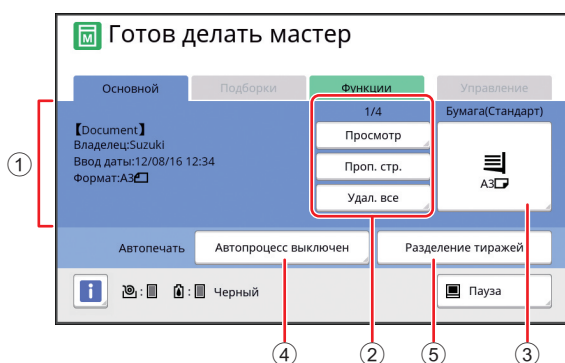 Готов делать мастер
Основной
Подборки
Функции
Управление
【Document】
Владелец:Suzuki
Ввод даты:12/08/16 12:34
Формат:A3
1/4
Просмотр
Проп. стр.
Удал. все
Бумага(Стандарт)
A3
Автопечать
Автопроцесс выключен
Разделение тиражей
: : Черный
Пауза
1
4
2
5
3